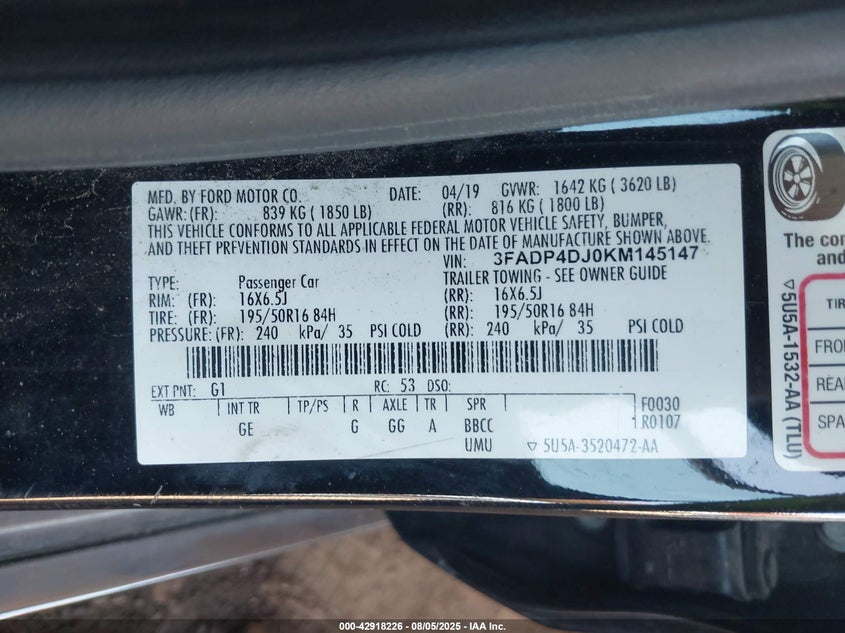 MFD. BY FORD MOTOR CO. DATE: 04/19 GVWR: 1642 KG ( 3620 LB)
GAWR: (FR) 839 KG ( 1850 LB) (RR): 816 KG ( 1800 LB)
THIS VEHICLE CONFORMS TO ALL APPLICABLE FEDERAL MOTOR VEHICLE SAFETY, BUMPER,
AND THEFT PREVENTION STANDARDS IN EFFECT ON THE DATE OF MANUFACTURE SHOWN ABOVE.
VIN: 3FADP4DJ0KM145147
TYPE: Passenger Car TRAILER TOWING - SEE OWNER GUIDE
RIM: (FR) 16X6.5J (RR): 16X6.5J
TIRE: (FR) 195/50R16 84H (RR): 195/50R16 84H
PRESSURE: (FR): 240 kPa/ 35 PSI COLD (RR): 240 kPa/ 35 PSI COLD
EXT PNT: G1 RC: 53 DSO:
WB INT TR TP/PS R AXLE TR SPR F0030
GE G GG A BBCC R0107
UMU ▽ 5U5A-3520472-AA
The
and
TIR
FRO
REA
SPA
▽5U5A-1532-AA (TLU)
000-42918226 - 08/05/2025 - IAA Inc.